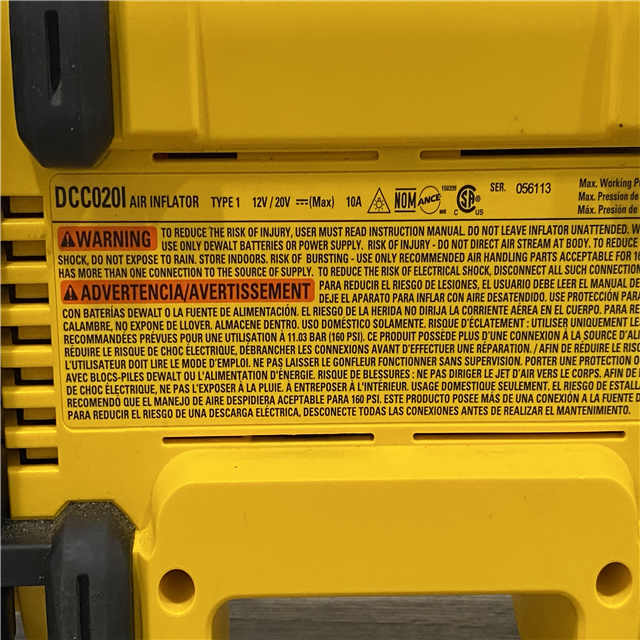 DCC020I AIR INFLATOR TYPE 1 12V / 20V (Max) 10A NOM ANCE 150399 C SA US SER. 056113
Max. Working
Max. Pression de
Máx. Presión de
WARNING TO REDUCE THE RISK OF INJURY, USER MUST READ INSTRUCTION MANUAL. DO NOT LEAVE INFLATOR UNATTENDED.
USE ONLY DEWALT BATTERIES OR POWER SUPPLY. RISK OF INJURY - DO NOT DIRECT AIR STREAM AT BODY. TO REDUCE
SHOCK, DO NOT EXPOSE TO RAIN. STORE INDOORS. RISK OF BURSTING - USE ONLY RECOMMENDED AIR HANDLING PARTS ACCEPTABLE FOR
HAS MORE THAN ONE CONNECTION TO THE SOURCE OF SUPPLY. TO REDUCE THE RISK OF ELECTRICAL SHOCK, DISCONNECT ALL SUCH CONNECTION
ADVERTENCIA/AVERTISSEMENT PARA REDUCIR EL RIESGO DE LESIONES, EL USUARIO DEBE LEER EL MANUAL DE
DEJE EL APARATO PARA INFLAR CON AIRE DESATENDIDO. USE PROTECCIÓN
CON BATERÍAS DEWALT O LA FUENTE DE ALIMENTACIÓN. EL RIESGO DE LA HERIDA NO DIRIJA LA CORRIENTE AÉREA EN EL CUERPO. PARA
CALAMBRE, NO EXPONE DE LLOVER. ALMACENE DENTRO. USO DOMÉSTICO SOLAMENTE. RISQUE D'ÉCLATEMENT : UTILISER UNIQUEMENT
RECOMMANDÉES PRÉVUES POUR UNE UTILISATION À 11.03 BAR (160 PSI). CE PRODUIT POSSÈDE PLUS D'UNE CONNEXION À LA SOURCE
RÉDUIRE LE RISQUE DE CHOC ÉLECTRIQUE, DÉBRANCHER LES CONNEXIONS AVANT D'EFFECTUER L'ENTRETIEN. / AFIN DE RÉDUIRE LE
L'UTILISATEUR DOIT LIRE LE MODE D'EMPLOI. NE PAS LAISSER LE GONFLEUR FONCTIONNER SANS SUPERVISION. PORTER UNE PROTECTION
AVEC BLOCS-PILES DEWALT OU L'ALIMENTATION D'ÉNERGIE. RISQUE DE BLESSURES : NE PAS DIRIGER LE JET D'AIR VERS LE CORPS. AFIN DE
DE CHOC ÉLECTRIQUE, NE PAS L'EXPOSER À LA PLUIE. À ENTREPOSER À L'INTÉRIEUR. USAGE DOMESTIQUE SEULEMENT. EL RIESGO DE
RECOMENDÓ QUE EL MANEJO DE AIRE DESPIDIERA ACEPTABLE PARA 160 PSI. ESTE PRODUCTO POSEE MÁS DE UNA CONEXIÓN A LA FUENTE
PARA REDUCIR EL RIESGO DE UNA DESCARGA ELÉCTRICA, DESCONECTE TODAS LAS CONEXIONES ANTES DE REALIZAR EL MANTENIMIENTO.